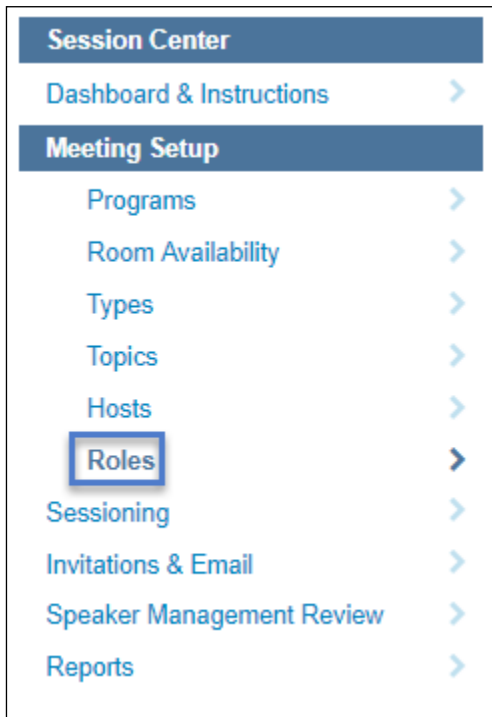 Session Center
Dashboard & Instructions
Meeting Setup
Programs
Room Availability
Types
Topics
Hosts
Roles
Sessioning
Invitations & Email
Speaker Management Review
Reports